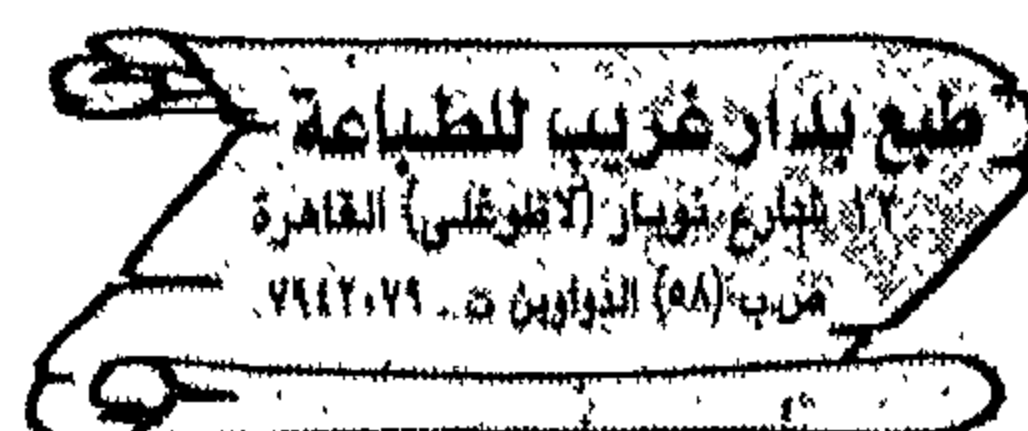 طبع بدار غريب للطباعة
١٢ شارع نوبار (لاظوغلى) القاهرة
ص.ب (٥٨) الدواوين ت . ٧٩٤٢٠٧٩